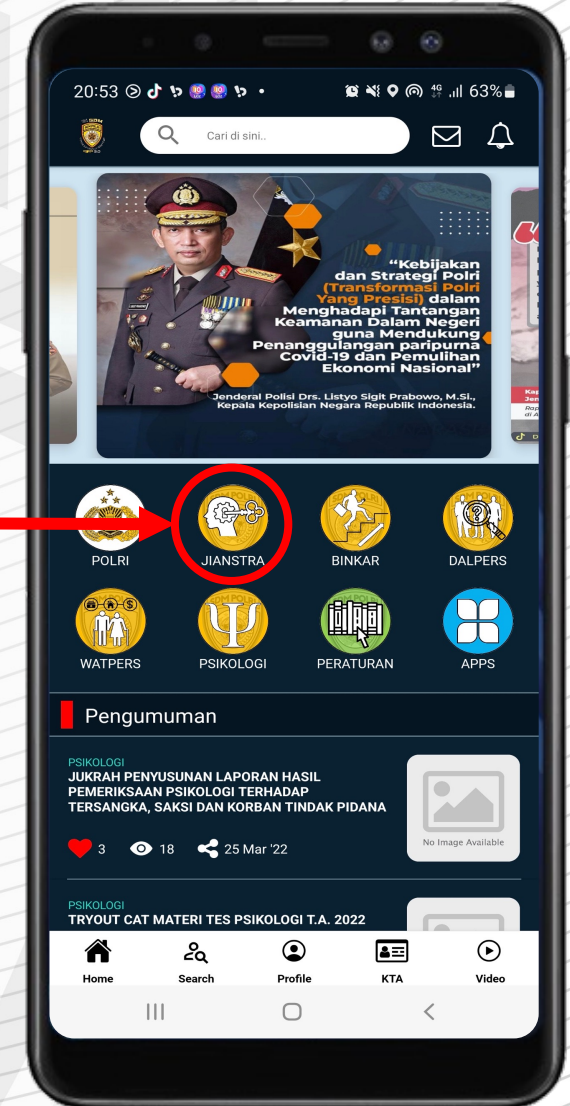 20:53
4G
63%
Cari di sini..
“Kebijakan
dan Strategi Polri
(Transformasi Polri
Yang Presisi) dalam
Menghadapi Tantangan
Keamanan Dalam Negeri
guna Mendukung
Penanggulangan paripurna
Covid-19 dan Pemulihan
Ekonomi Nasional”
Jenderal Polisi Drs. Listyo Sigit Prabowo, M.Si.,
Kepala Kepolisian Negara Republik Indonesia.
POLRI
JIANSTRA
BINKAR
DALPERS
WATPERS
PSIKOLOGI
PERATURAN
APPS
Pengumuman
PSIKOLOGI
JUKRAH PENYUSUNAN LAPORAN HASIL
PEMERIKSAAN PSIKOLOGI TERHADAP
TERSANGKA, SAKSI DAN KORBAN TINDAK PIDANA
No Image Available
3
18
25 Mar '22
PSIKOLOGI
TRYOUT CAT MATERI TES PSIKOLOGI T.A. 2022
Home
Search
Profile
KTA
Video